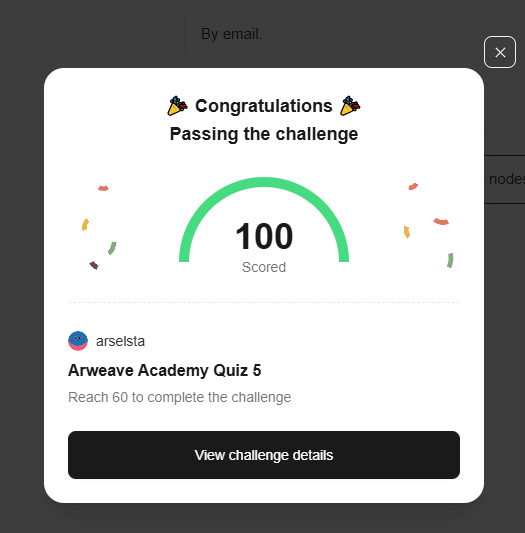 By email.
🎉 Congratulations 🎉
Passing the challenge
nodes
100
Scored
arselsta
Arweave Academy Quiz 5
Reach 60 to complete the challenge
View challenge details